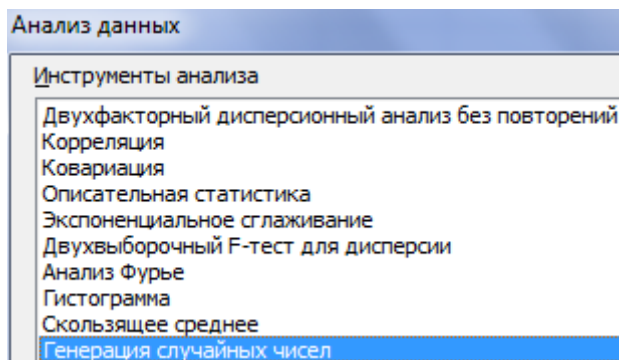 Анализ данных
Инструменты анализа
Двухфакторный дисперсионный анализ без повторений
Корреляция
Ковариация
Описательная статистика
Экспоненциальное сглаживание
Двухвыборочный F-тест для дисперсии
Анализ Фурье
Гистограмма
Скользящее среднее
Генерация случайных чисел